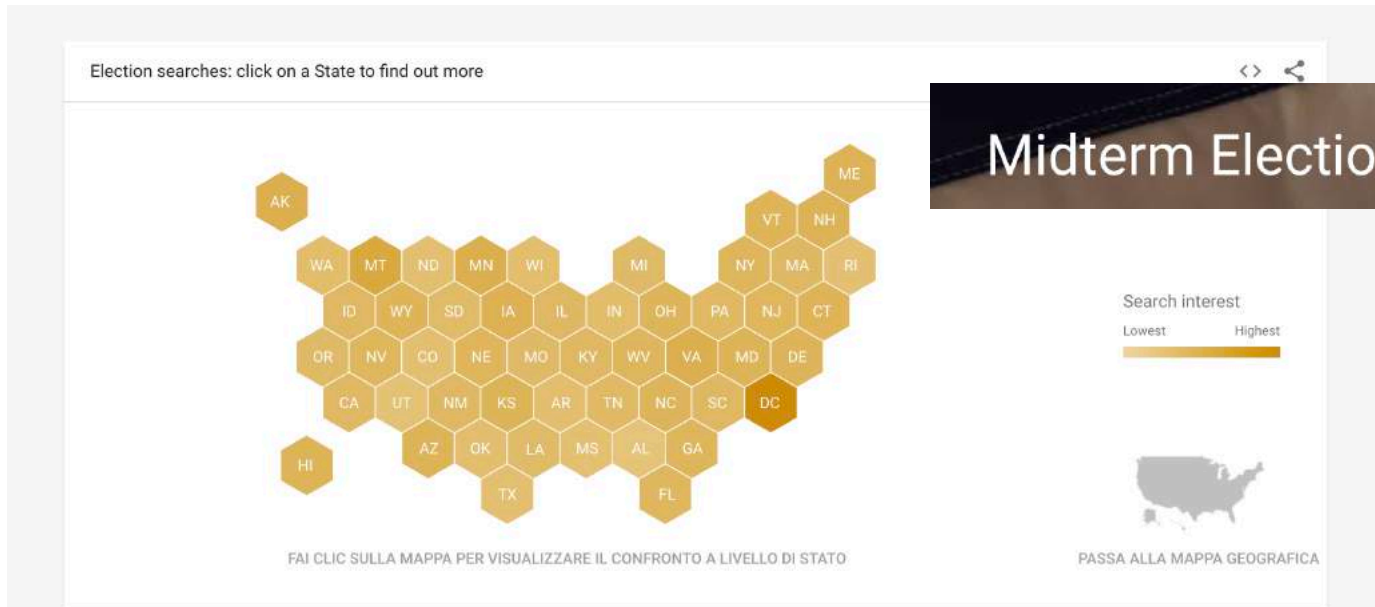 Election searches: click on a State to find out more
Midterm Electio
ME
AK
VT NH
WA MT ND MN WI MI NY MA RI
ID WY SD IA IL IN OH PA NJ CT
OR NV CO NE MO KY WV VA MD DE
CA UT NM KS AR TN NC SC DC
AZ OK LA MS AL GA
HI
TX FL
Search interest
Lowest Highest
FAI CLIC SULLA MAPPA PER VISUALIZZARE IL CONFRONTO A LIVELLO DI STATO
PASSA ALLA MAPPA GEOGRAFICA